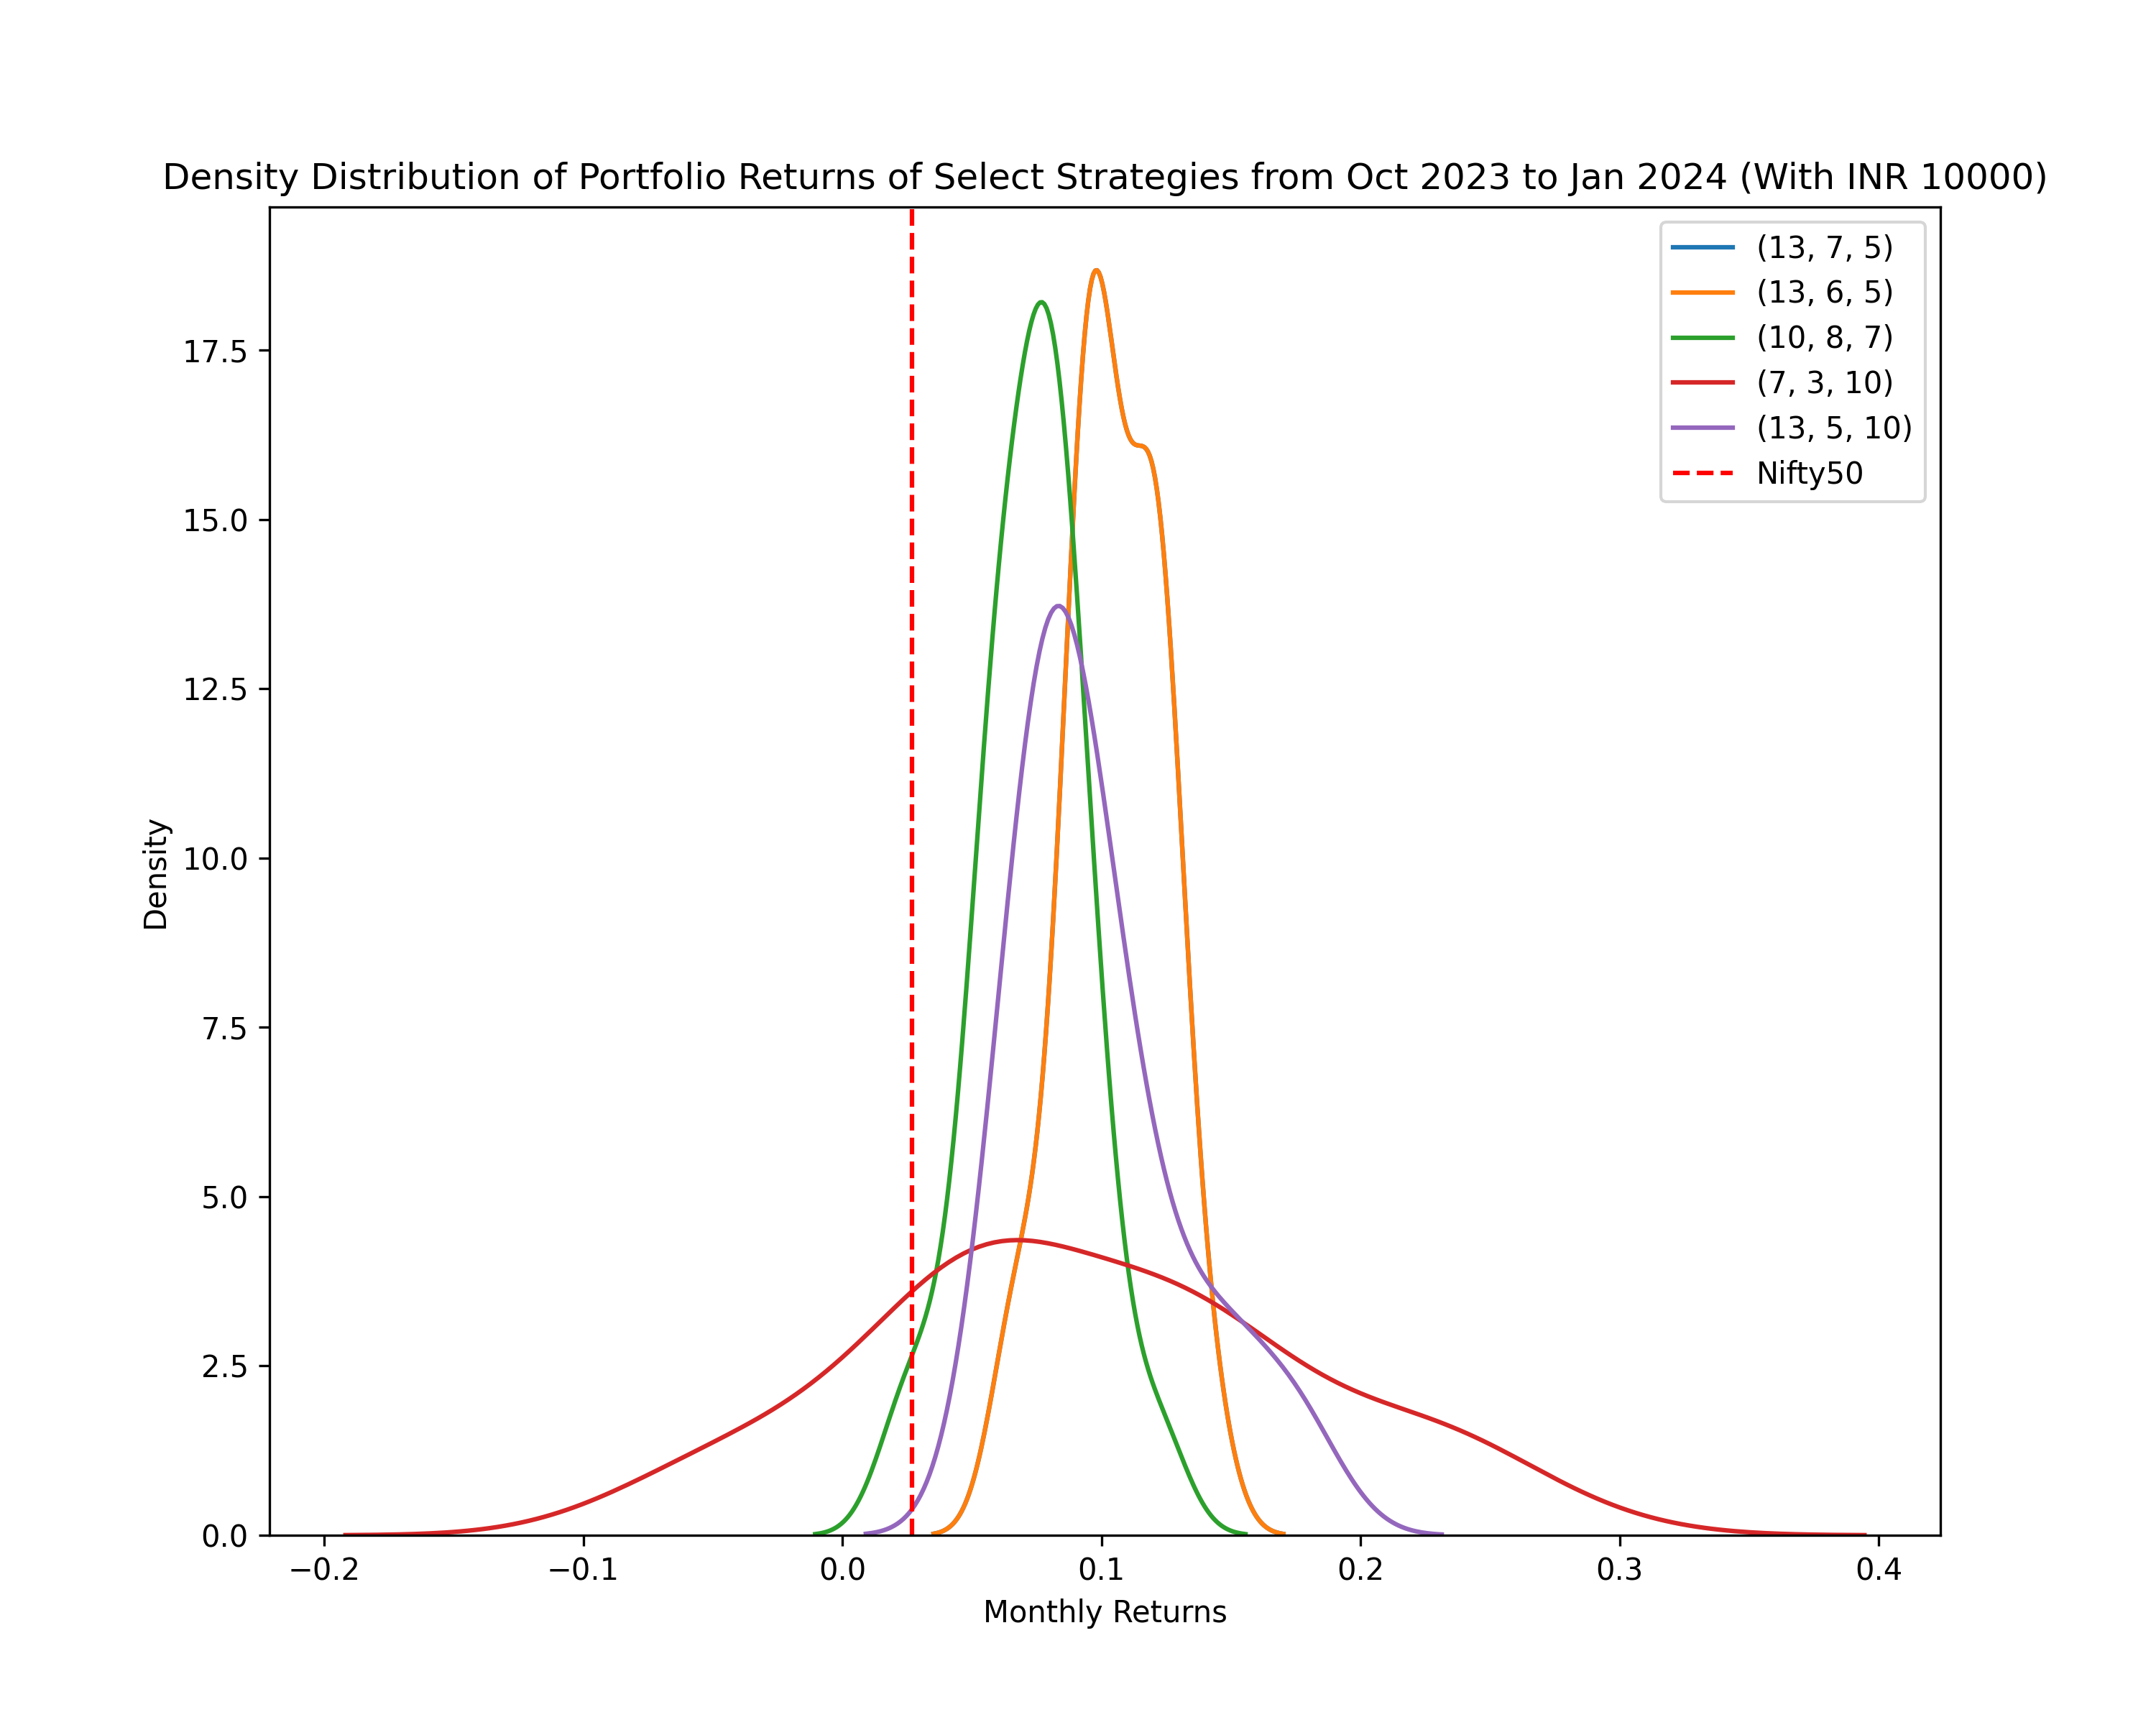 Density Distribution of Portfolio Returns of Select Strategies from Oct 2023 to Jan 2024 (With INR 10000)
(13, 7, 5)
(13, 6, 5)
(10, 8, 7)
(7, 3, 10)
(13, 5, 10)
Nifty50
Density
17.5
15.0
12.5
10.0
7.5
5.0
2.5
0.0
−0.2 −0.1 0.0 0.1 0.2 0.3 0.4
Monthly Returns